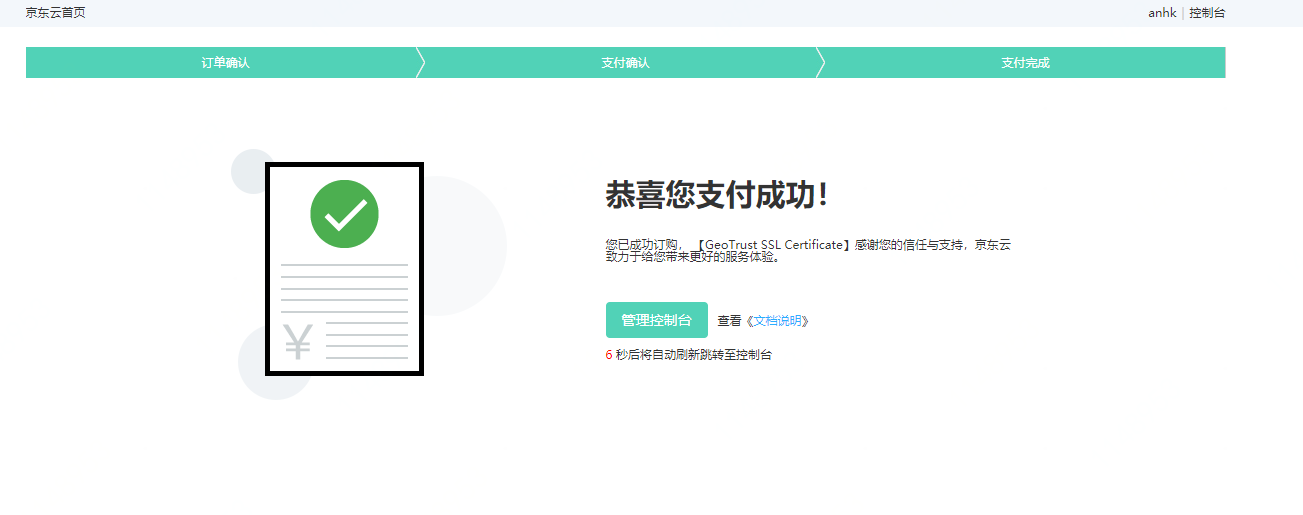 京东云首页
anhk | 控制台
订单确认
支付确认
支付完成
恭喜您支付成功！
您已成功订购， 【GeoTrust SSL Certificate】感谢您的信任与支持，京东云
致力于给您带来更好的服务体验。
管理控制台 查看《文档说明》
6 秒后将自动刷新跳转至控制台
¥